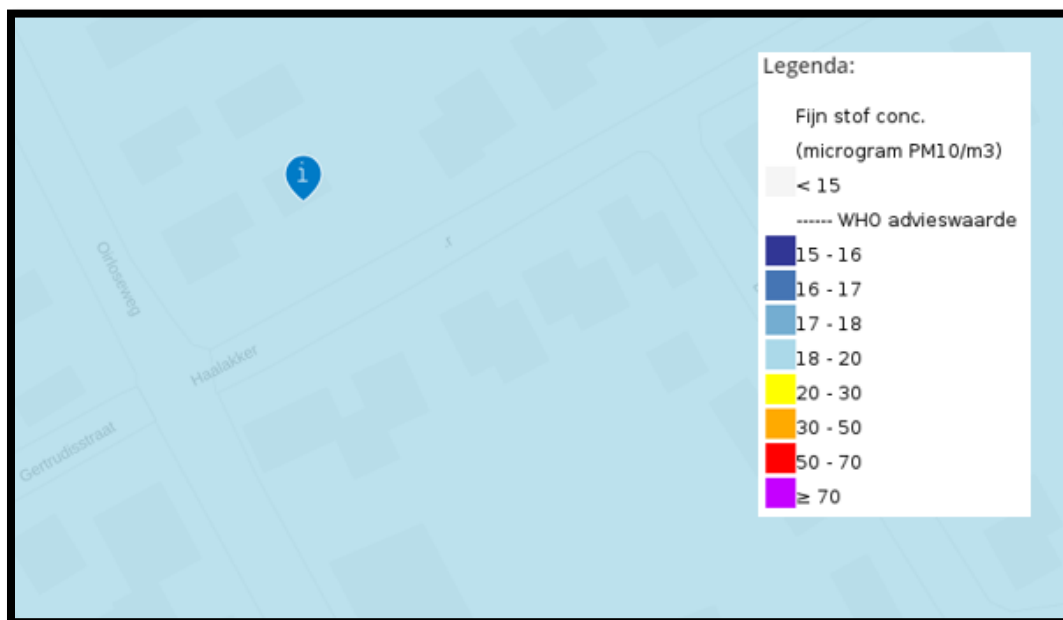 Legenda:
Fijn stof conc.
(microgram PM10/m3)
< 15
------ WHO advieswaarde
15 - 16
16 - 17
17 - 18
18 - 20
20 - 30
30 - 50
50 - 70
≥ 70
i
Oirloseweg
Haalakker
Gertrudisstraat